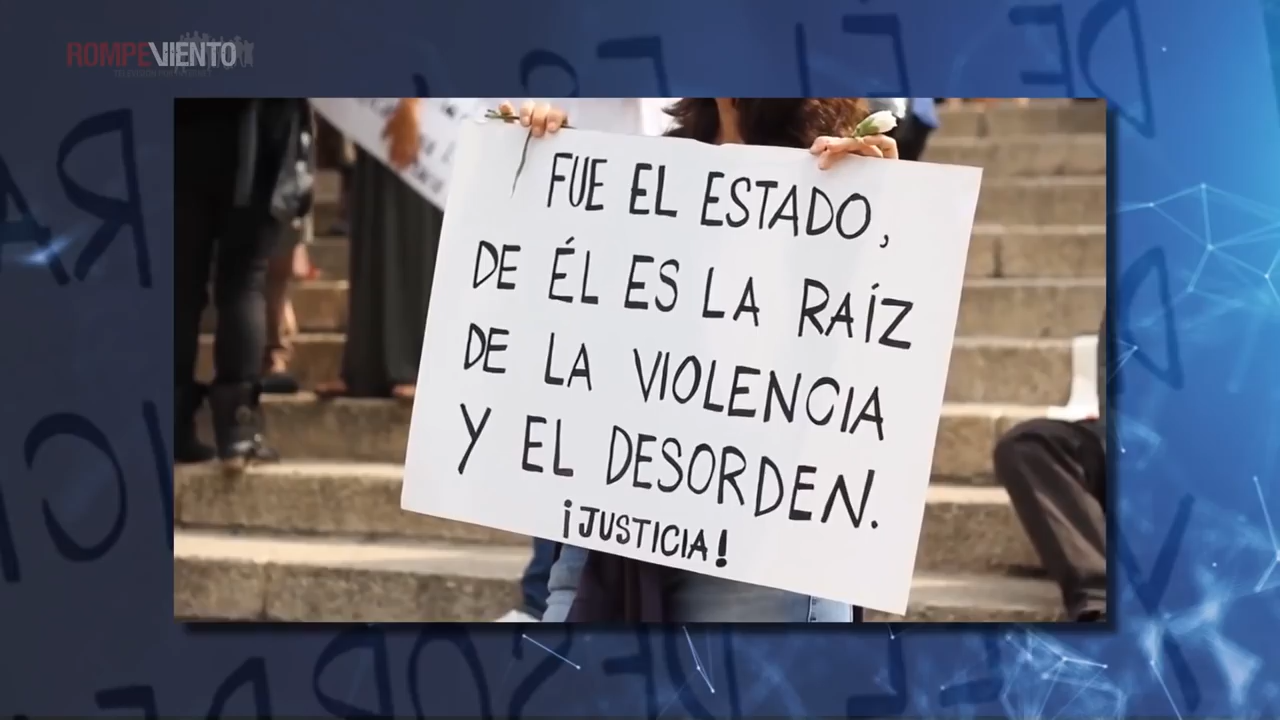 ROMPEVIENTO
FUE EL ESTADO,
DE ÉL ES LA RAÍZ
DE LA VIOLENCIA
Y EL DESORDEN.
¡JUSTICIA!